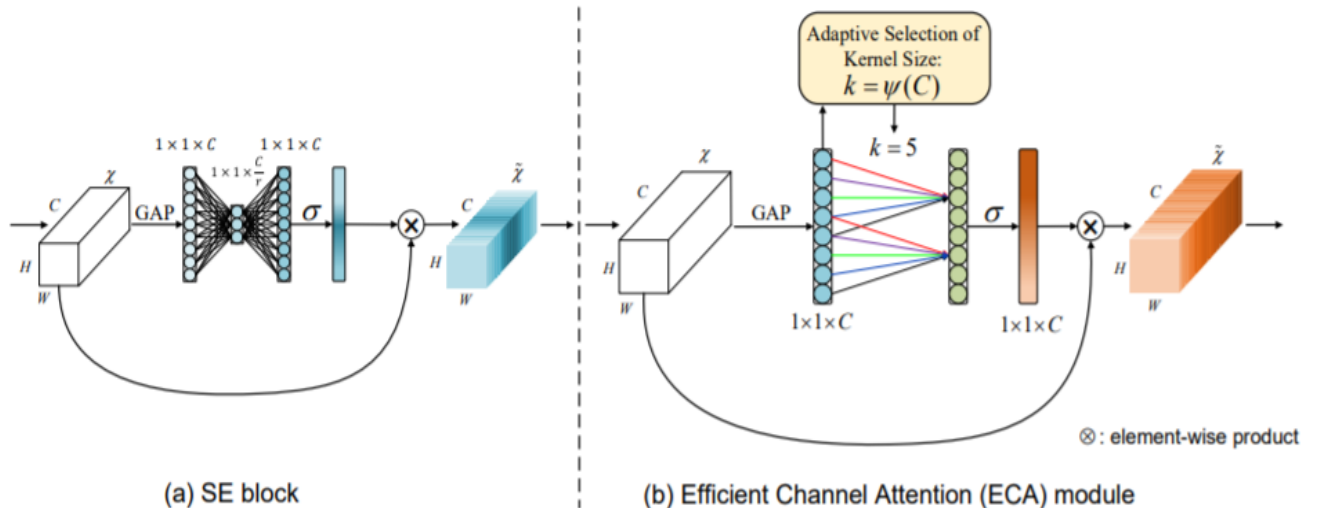 1×1×C
1×1×C
1×1×C/r
χ
C
GAP
σ
⊗
χ̃
C
H
W
H
W
(a) SE block
Adaptive Selection of
Kernel Size:
k = ψ(C)
k = 5
χ
C
GAP
σ
⊗
χ̃
C
H
W
1×1×C
1×1×C
H
W
⊗: element-wise product
(b) Efficient Channel Attention (ECA) module